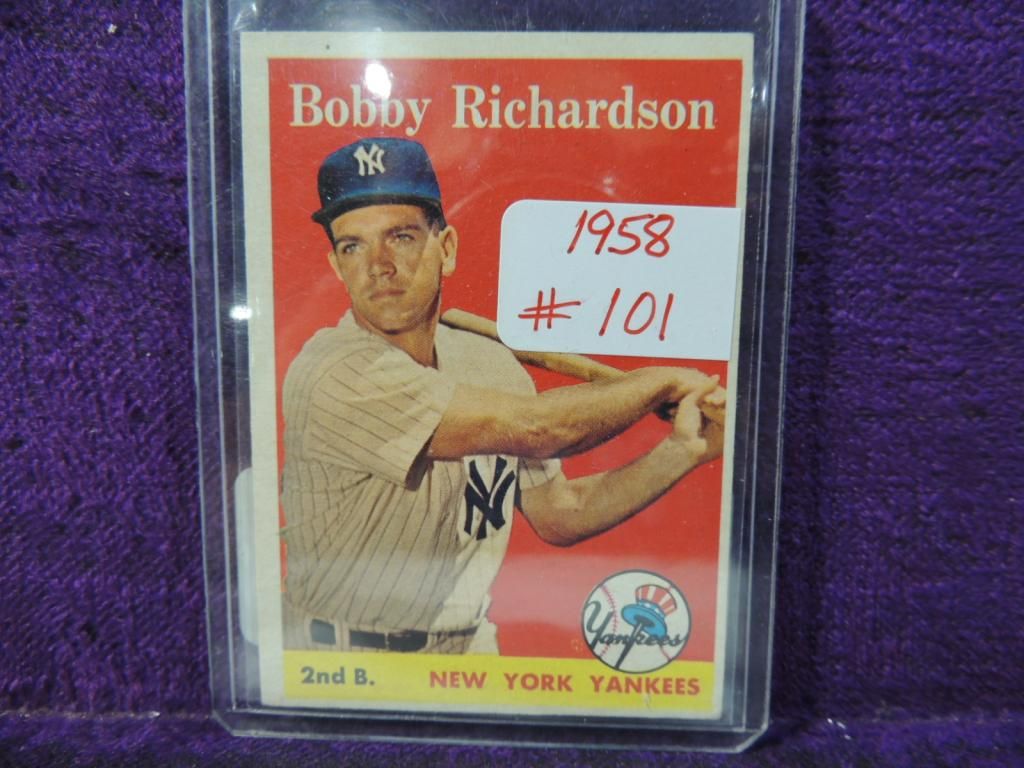 Bobby Richardson
NY
1958
# 101
NY
Yankees
2nd B.
NEW YORK YANKEES